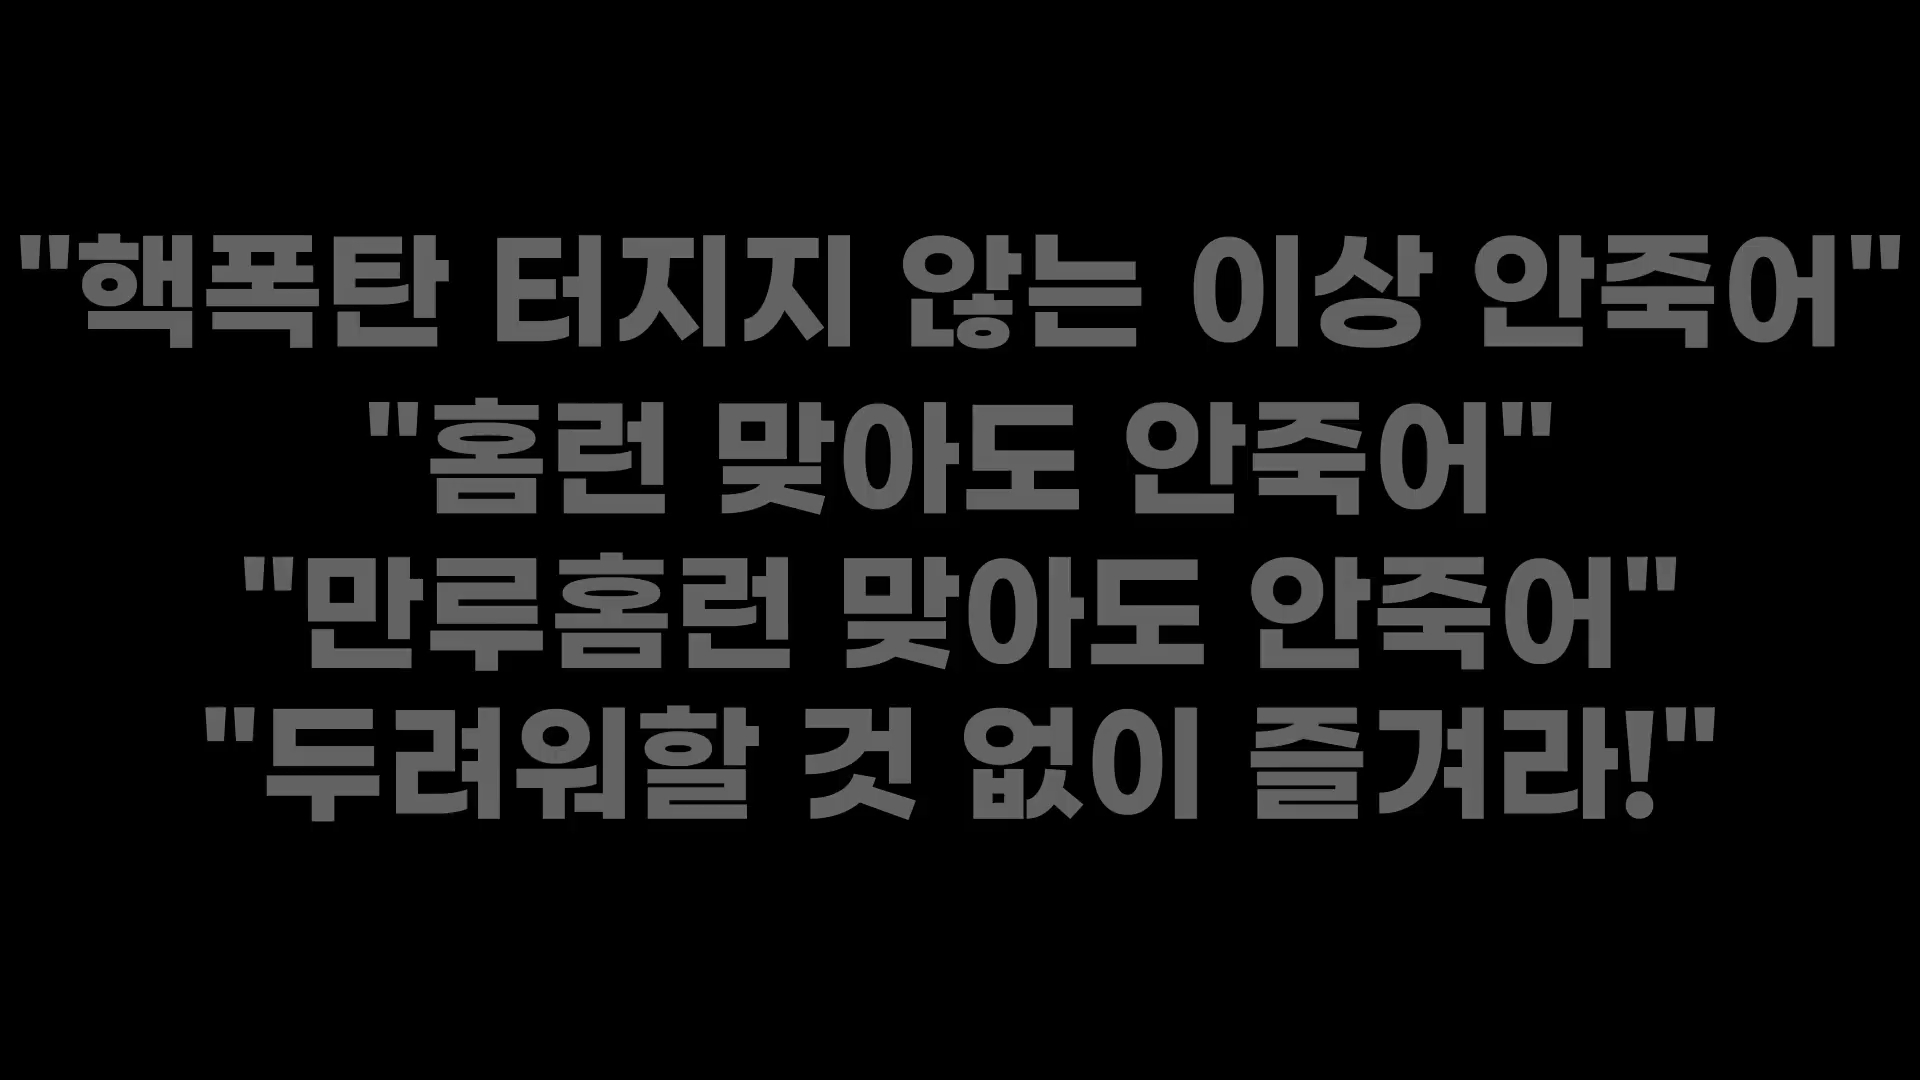 "핵폭탄 터지지 않는 이상 안죽어"
"홈런 맞아도 안죽어"
"만루홈런 맞아도 안죽어"
"두려워할 것 없이 즐겨라!"